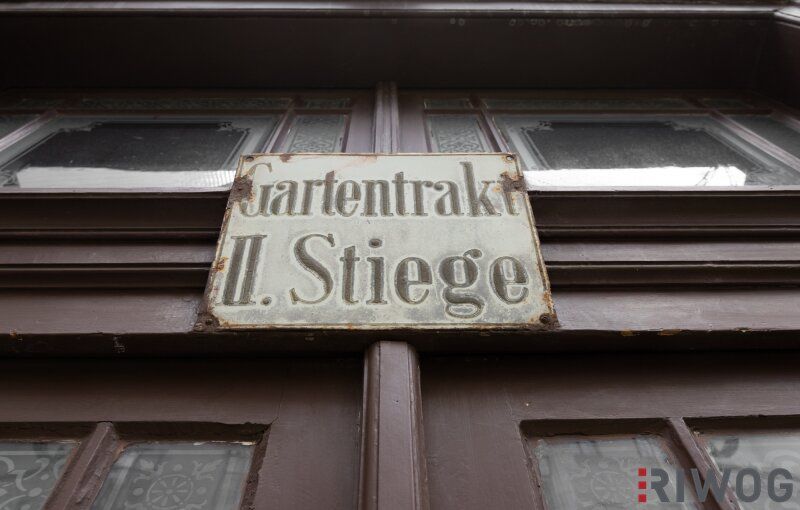 Gartentrakt
II. Stiege
RIWOG